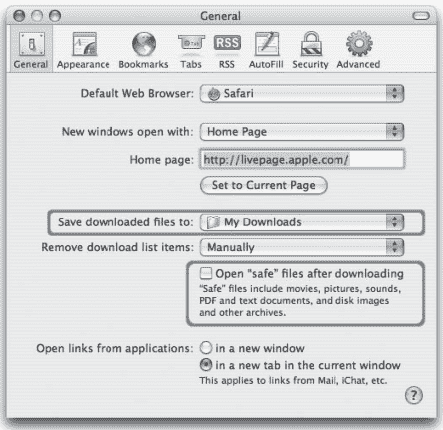 General
General Appearance Bookmarks Tabs RSS AutoFill Security Advanced
Default Web Browser: Safari
New windows open with: Home Page
Home page: http://livepage.apple.com/
Set to Current Page
Save downloaded files to: My Downloads
Remove download list items: Manually
Open "safe" files after downloading
"Safe" files include movies, pictures, sounds,
PDF and text documents, and disk images
and other archives.
Open links from applications: in a new window
in a new tab in the current window
This applies to links from Mail, iChat, etc.
?